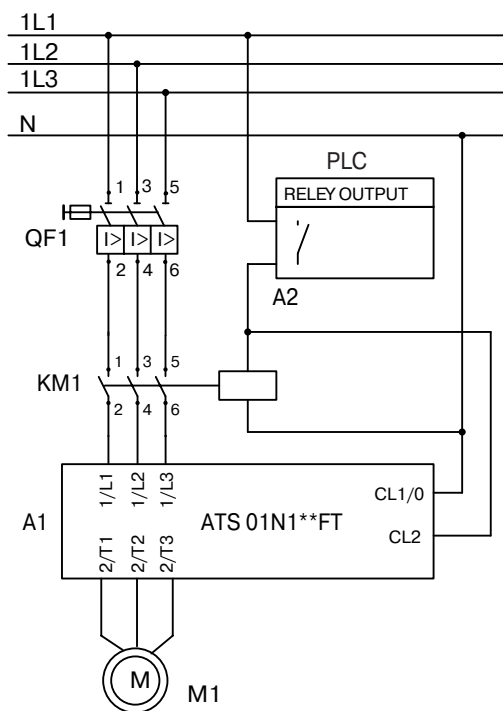 1L1
1L2
1L3
N
PLC
RELEY OUTPUT
1 3 5
QF1
I> I> I>
2 4 6
A2
1 3 5
KM1
2 4 6
1/L1 1/L2 1/L3
CL1/0
A1
ATS 01N1**FT
CL2
2/T1 2/T2 2/T3
M
M1